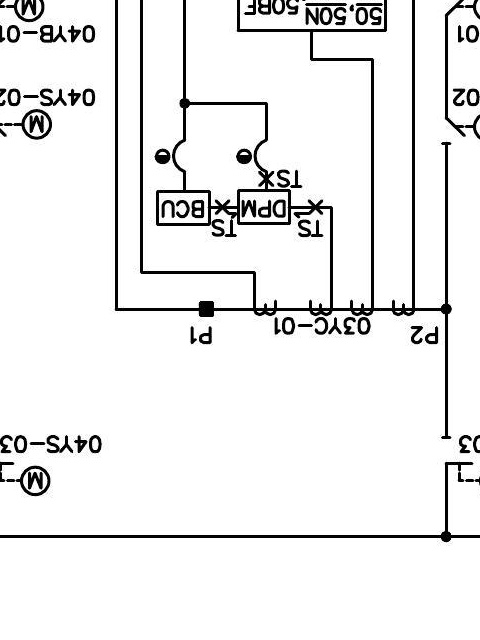 M
03
04YS-03
P2
P1
03YC-01
TS
TS
DPM
BCU
TS
M
02
04YS-02
01
04YB-01
50,50N
,50BF
M